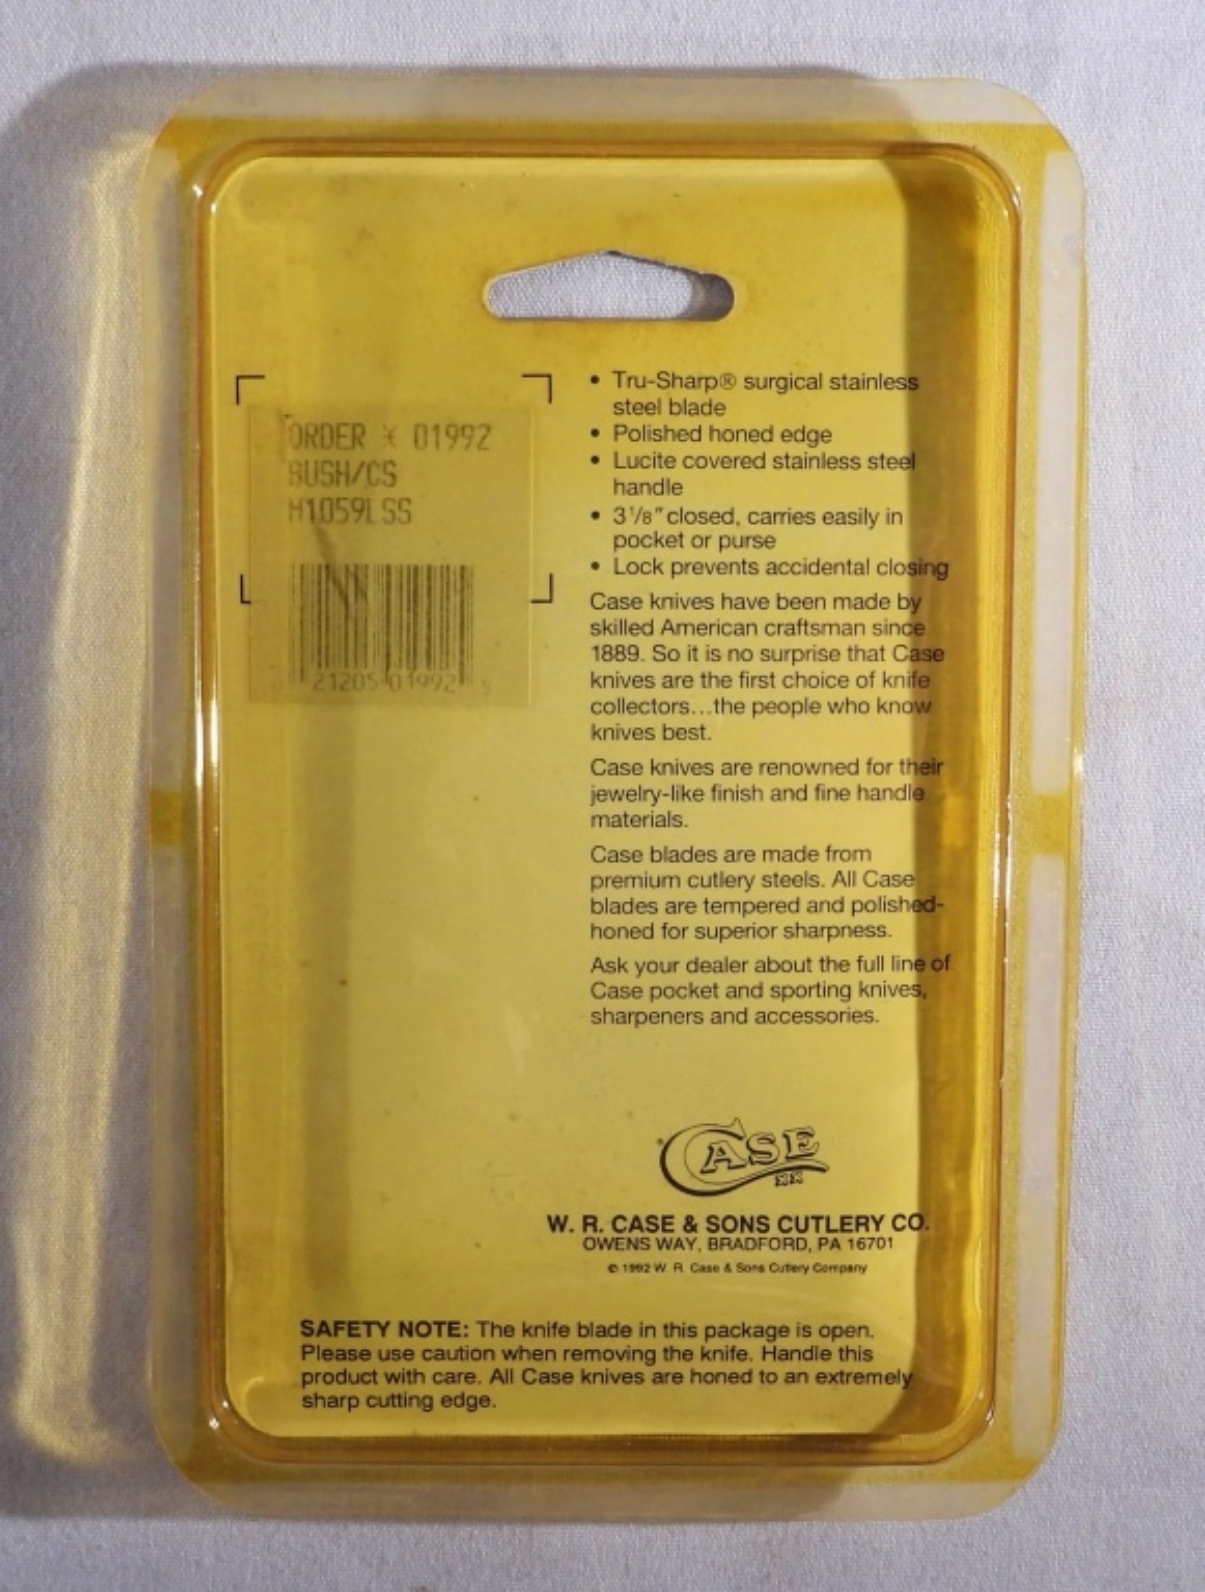 ORDER * 01992
BUSH/CS
M1059LSS
21205 01992 5
• Tru-Sharp® surgical stainless
steel blade
• Polished honed edge
• Lucite covered stainless steel
handle
• 3 1/8" closed, carries easily in
pocket or purse
• Lock prevents accidental closing
Case knives have been made by
skilled American craftsman since
1889. So it is no surprise that Case
knives are the first choice of knife
collectors...the people who know
knives best.
Case knives are renowned for their
jewelry-like finish and fine handle
materials.
Case blades are made from
premium cutlery steels. All Case
blades are tempered and polished-
honed for superior sharpness.
Ask your dealer about the full line of
Case pocket and sporting knives,
sharpeners and accessories.
CASE
XX
W. R. CASE & SONS CUTLERY CO.
OWENS WAY, BRADFORD, PA 16701
© 1992 W. R. Case & Sons Cutlery Company
SAFETY NOTE: The knife blade in this package is open.
Please use caution when removing the knife. Handle this
product with care. All Case knives are honed to an extremely
sharp cutting edge.